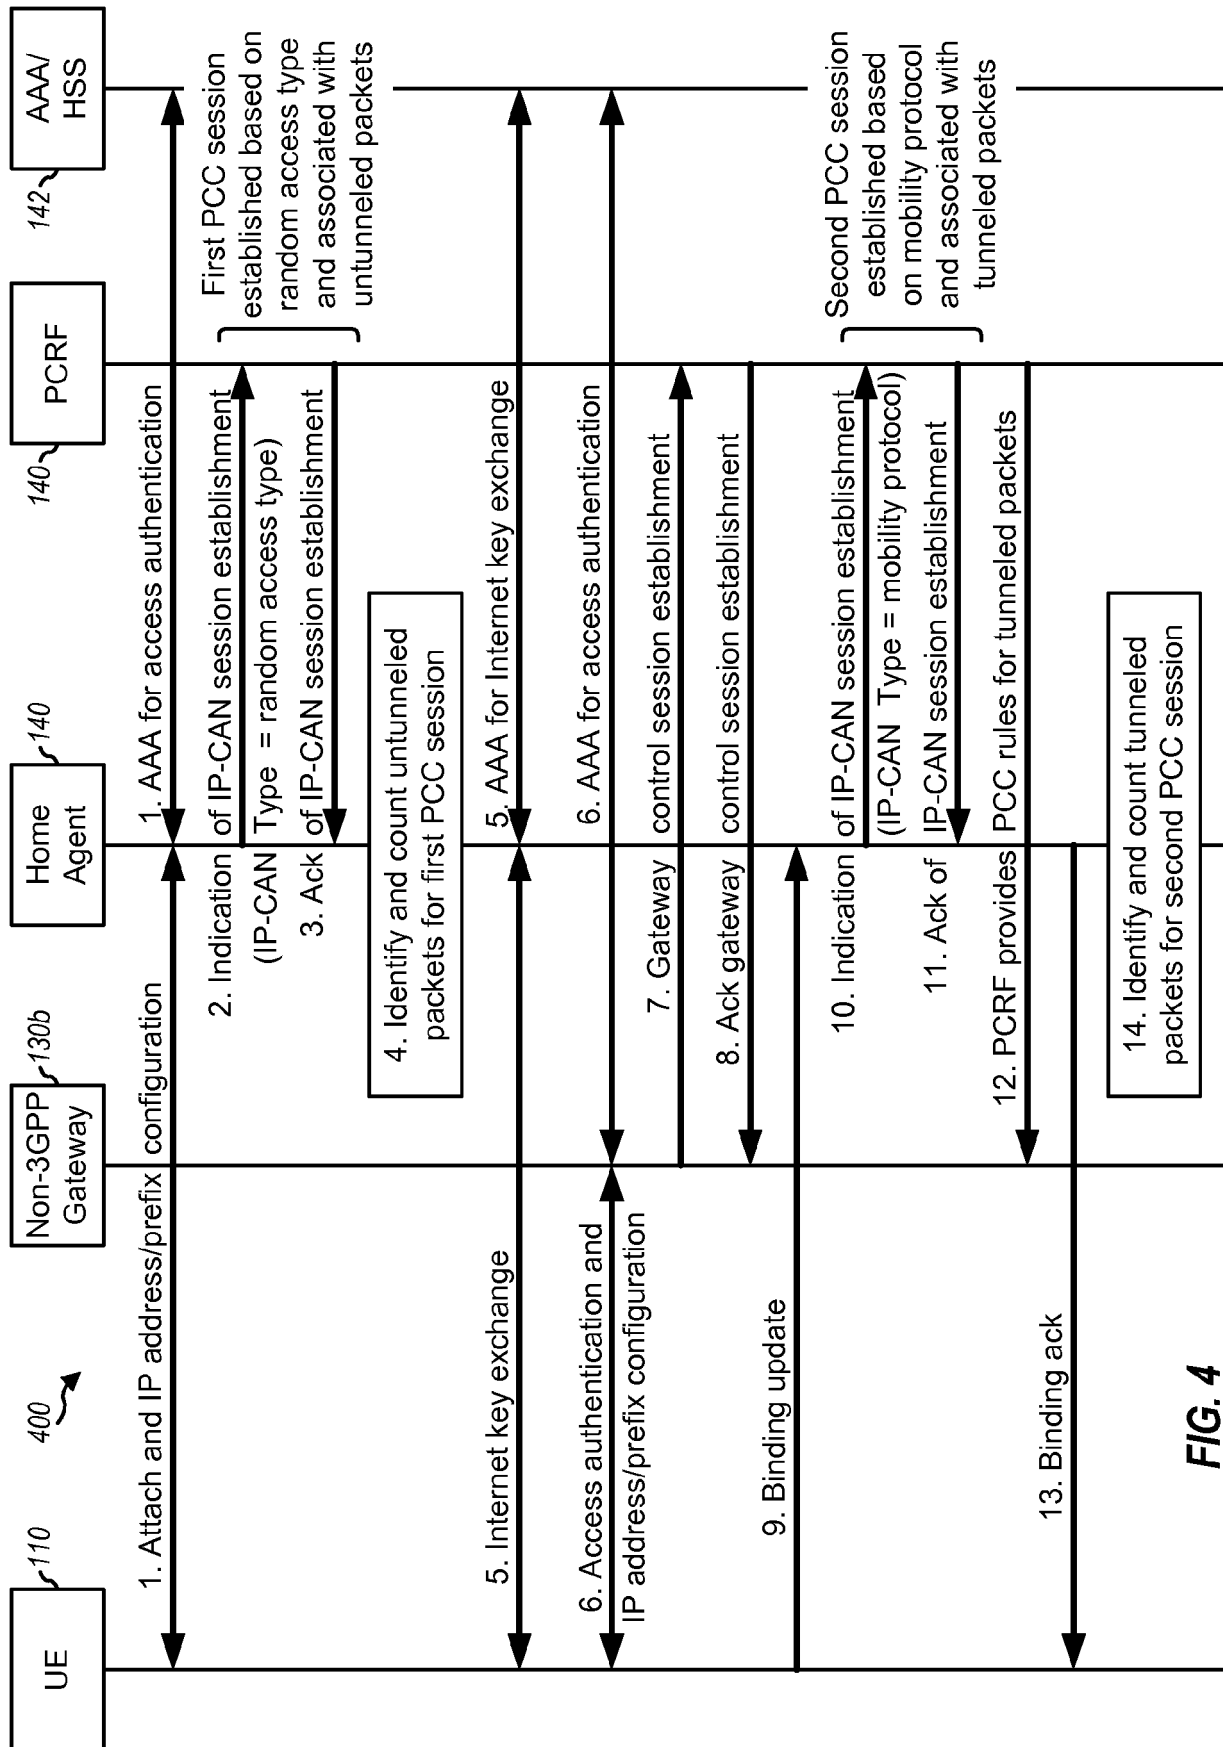 400
UE
110
Non-3GPP
Gateway
130b
Home
Agent
140
PCRF
140
AAA/
HSS
142
1. Attach and IP address/prefix configuration
1. AAA for access authentication
2. Indication of IP-CAN session establishment
(IP-CAN Type = random access type)
3. Ack of IP-CAN session establishment
First PCC session
established based on
random access type
and associated with
untunneled packets
4. Identify and count untunneled
packets for first PCC session
5. Internet key exchange
5. AAA for Internet key exchange
6. Access authentication and
IP address/prefix configuration
6. AAA for access authentication
7. Gateway control session establishment
8. Ack gateway control session establishment
9. Binding update
10. Indication of IP-CAN session establishment
(IP-CAN Type = mobility protocol)
11. Ack of IP-CAN session establishment
Second PCC session
established based
on mobility protocol
and associated with
tunneled packets
12. PCRF provides PCC rules for tunneled packets
13. Binding ack
14. Identify and count tunneled
packets for second PCC session
FIG. 4